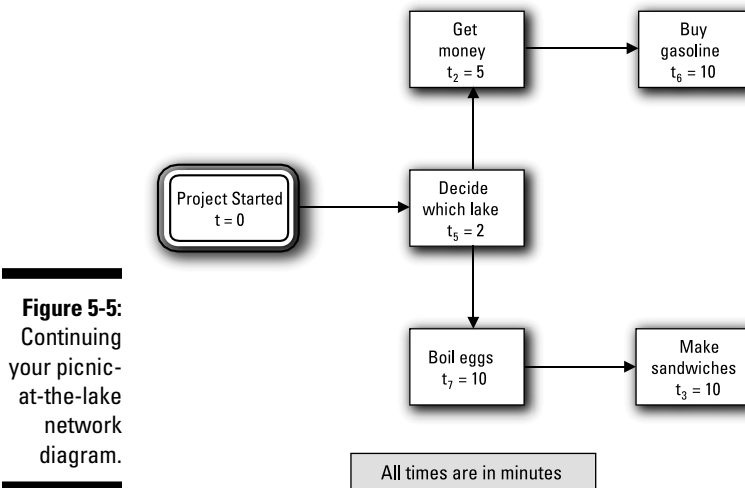 Get
money
t₂ = 5
Buy
gasoline
t₆ = 10
Project Started
t = 0
Decide
which lake
t₅ = 2
Boil eggs
t₇ = 10
Make
sandwiches
t₃ = 10
Figure 5-5:
Continuing
your picnic-
at-the-lake
network
diagram.
All times are in minutes